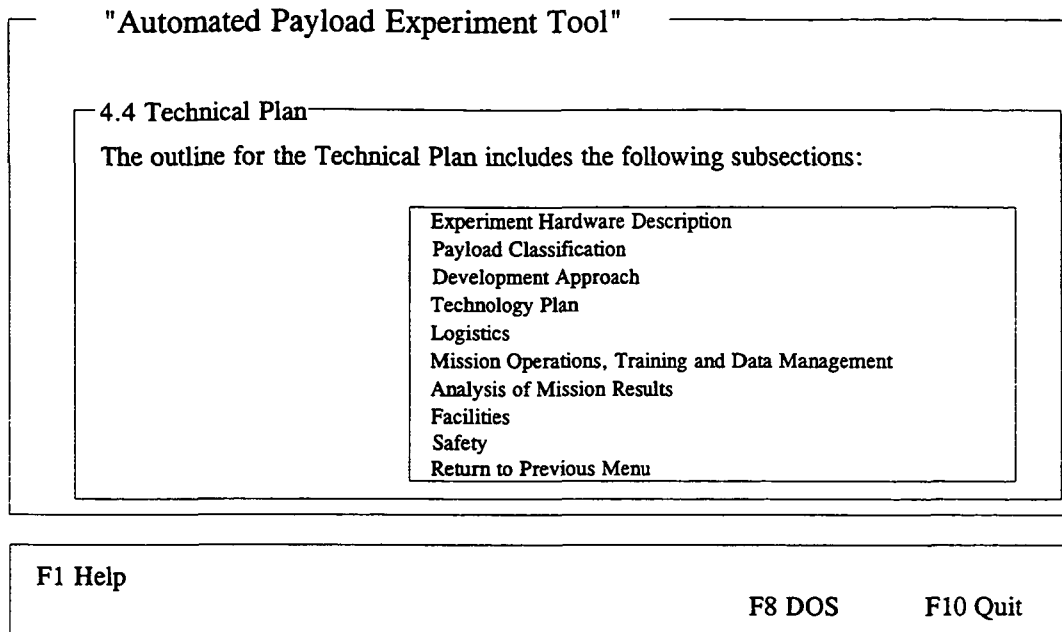 "Automated Payload Experiment Tool"
4.4 Technical Plan
The outline for the Technical Plan includes the following subsections:
Experiment Hardware Description
Payload Classification
Development Approach
Technology Plan
Logistics
Mission Operations, Training and Data Management
Analysis of Mission Results
Facilities
Safety
Return to Previous Menu
F1 Help
F8 DOS F10 Quit